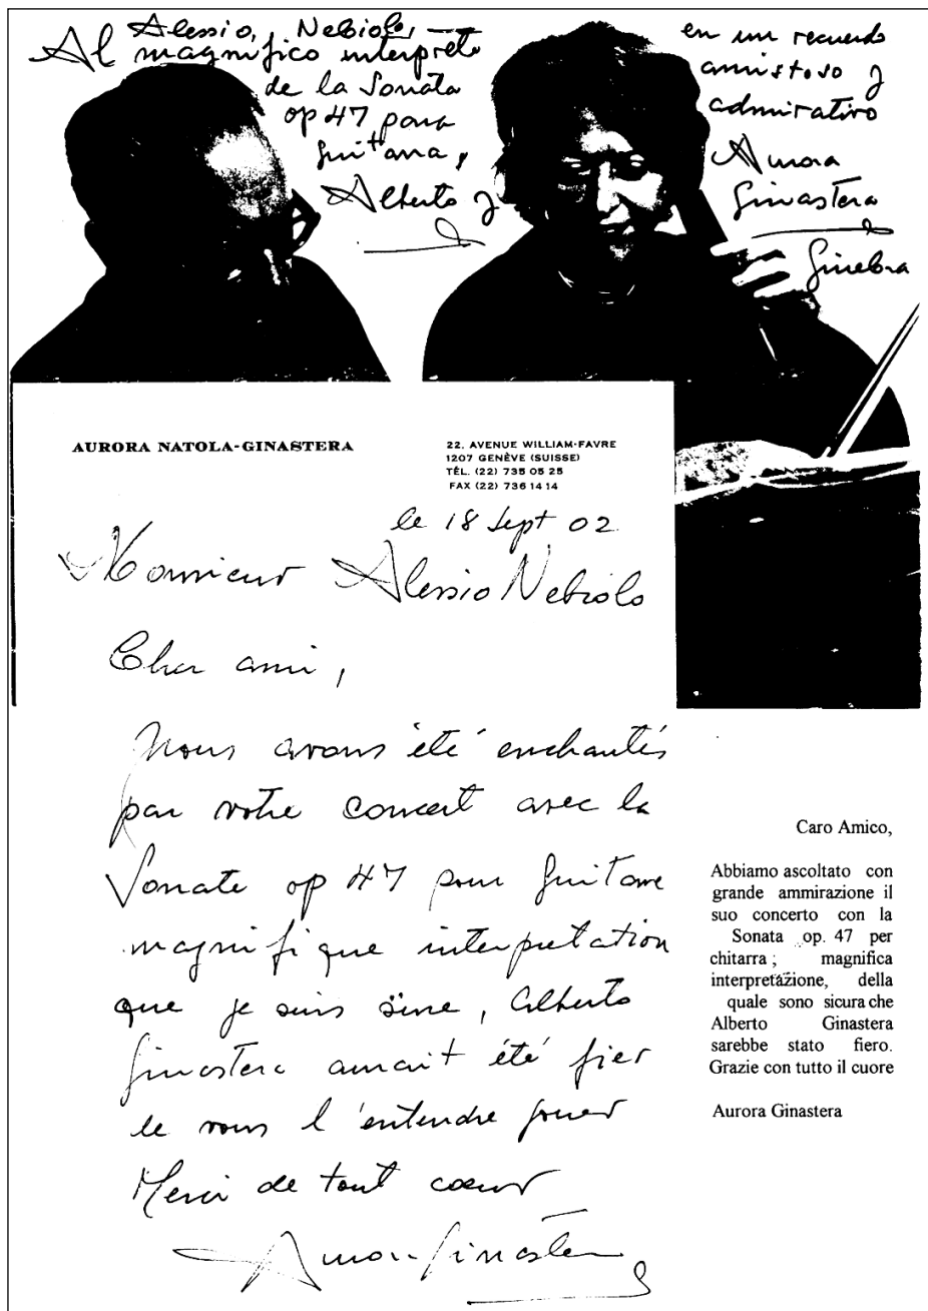 Al Alessio, Nebiolo,
magnifico interprete
de la Sonata
op 47 para
guitarra,
Alberto y
en un recuerdo
amistoso y
admirativo
Aurora
Ginastera
Ginebra
AURORA NATOLA-GINASTERA
22, AVENUE WILLIAM-FAVRE
1207 GENÈVE (SUISSE)
TÉL. (22) 735 05 25
FAX (22) 736 14 14
le 18 Sept 02
Monsieur Alessio Nebiolo
Cher ami,
Nous avons été enchantés
par votre concert avec la
Sonate op 47 pour guitare
magnifique interprétation
que je suis sûre, Alberto
Ginastera aurait été fier
de vous l'entendre jouer
Merci de tout coeur
Aurora Ginastera
Caro Amico,
Abbiamo ascoltato con
grande ammirazione il
suo concerto con la
Sonata op. 47 per
chitarra ; magnifica
interpretazione, della
quale sono sicura che
Alberto Ginastera
sarebbe stato fiero.
Grazie con tutto il cuore
Aurora Ginastera